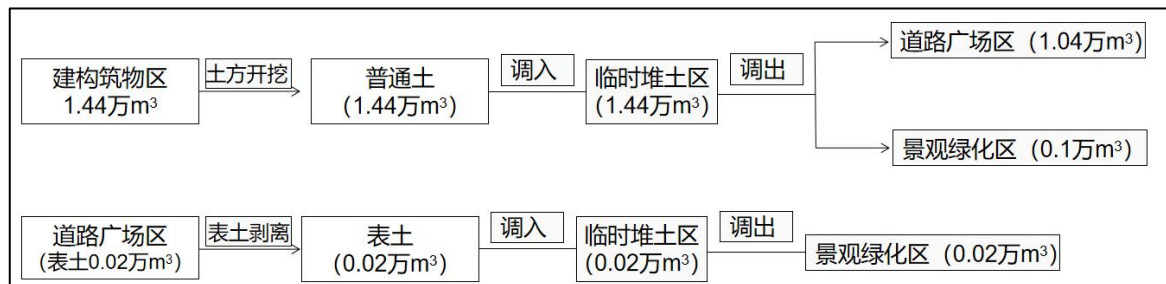 建构筑物区
1.44万m³
土方开挖
普通土
(1.44万m³)
调入
临时堆土区
(1.44万m³)
调出
道路广场区（1.04万m³)
景观绿化区（0.1万m³)
道路广场区
(表土0.02万m³)
表土剥离
表土
(0.02万m³)
调入
临时堆土区
(0.02万m³)
调出
景观绿化区（0.02万m³)